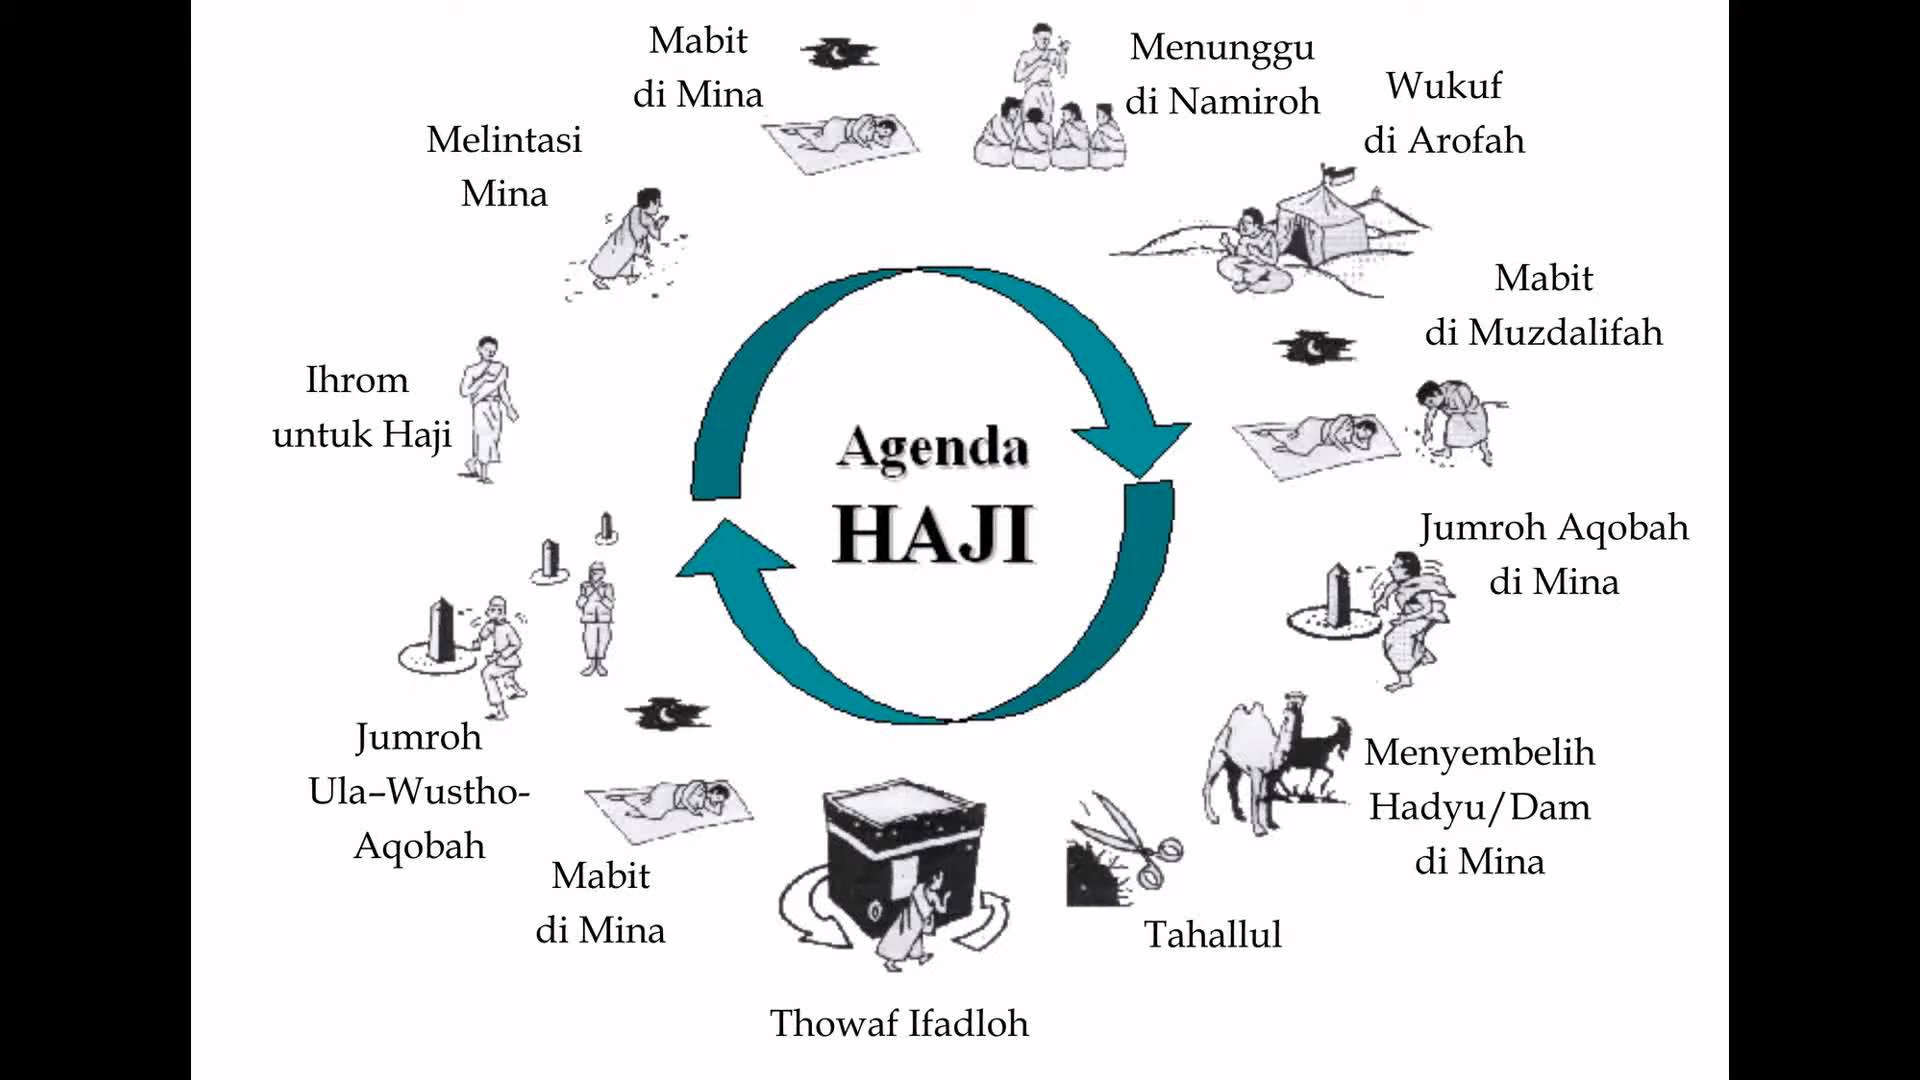 Agenda
HAJI
Ihrom
untuk Haji
Melintasi
Mina
Mabit
di Mina
Menunggu
di Namiroh
Wukuf
di Arofah
Mabit
di Muzdalifah
Jumroh Aqobah
di Mina
Menyembelih
Hadyu/Dam
di Mina
Tahallul
Thowaf Ifadloh
Mabit
di Mina
Jumroh
Ula–Wustho-
Aqobah